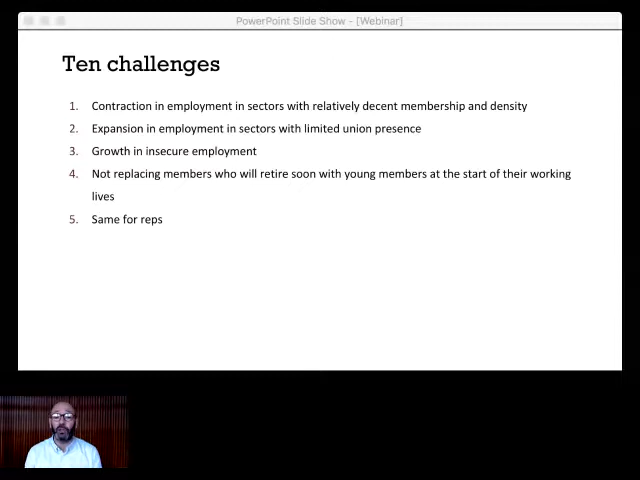 PowerPoint Slide Show - [Webinar]
Ten challenges
1. Contraction in employment in sectors with relatively decent membership and density
2. Expansion in employment in sectors with limited union presence
3. Growth in insecure employment
4. Not replacing members who will retire soon with young members at the start of their working
lives
5. Same for reps